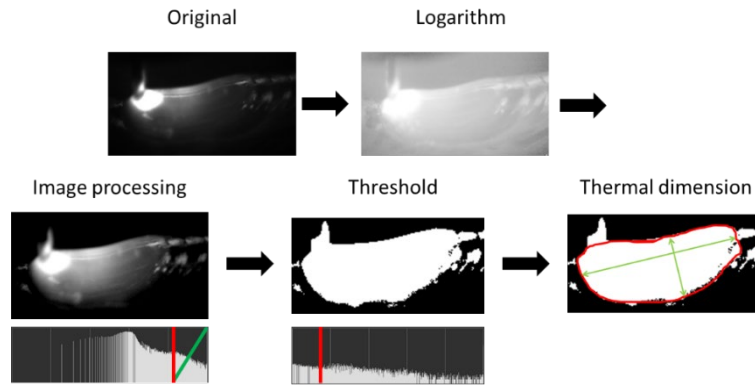 Original
Logarithm
Image processing
Threshold
Thermal dimension